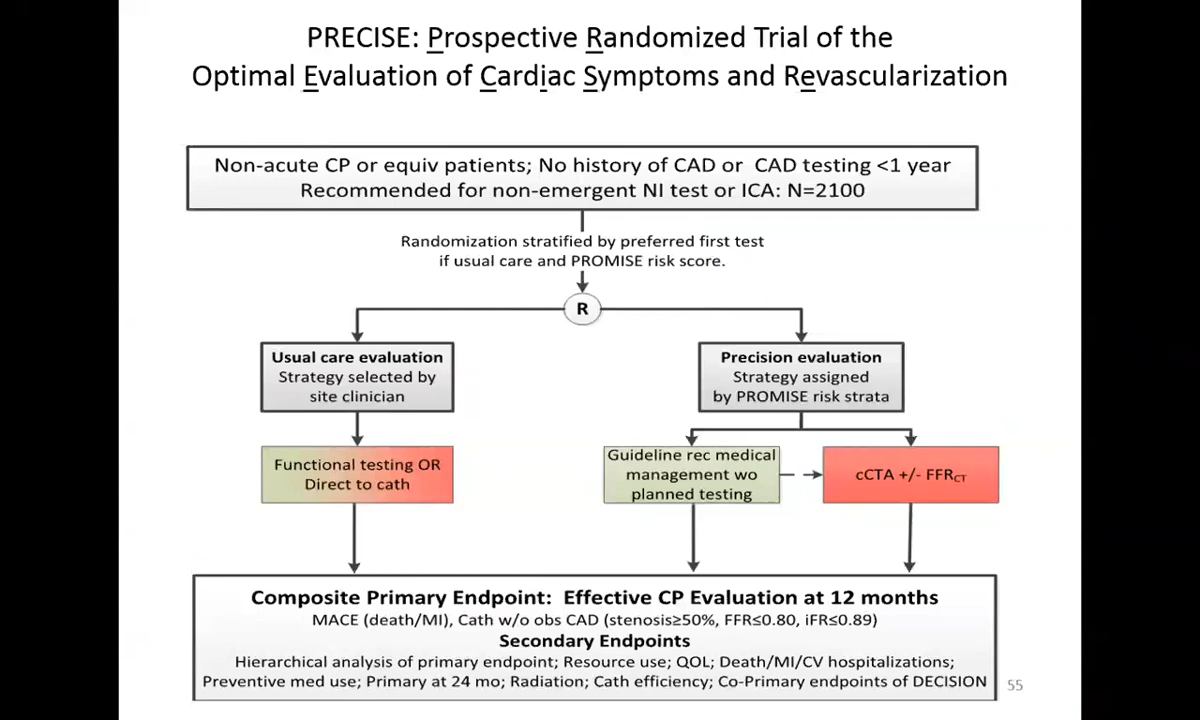 PRECISE: Prospective Randomized Trial of the
Optimal Evaluation of Cardiac Symptoms and Revascularization
Non-acute CP or equiv patients; No history of CAD or CAD testing <1 year
Recommended for non-emergent NI test or ICA: N=2100
Randomization stratified by preferred first test
if usual care and PROMISE risk score.
R
Usual care evaluation
Strategy selected by
site clinician
Precision evaluation
Strategy assigned
by PROMISE risk strata
Functional testing OR
Direct to cath
Guideline rec medical
management wo
planned testing
cCTA +/- FFRCT
Composite Primary Endpoint: Effective CP Evaluation at 12 months
MACE (death/MI), Cath w/o obs CAD (stenosis≥50%, FFR≤0.80, iFR≤0.89)
Secondary Endpoints
Hierarchical analysis of primary endpoint; Resource use; QOL; Death/MI/CV hospitalizations;
Preventive med use; Primary at 24 mo; Radiation; Cath efficiency; Co-Primary endpoints of DECISION
55